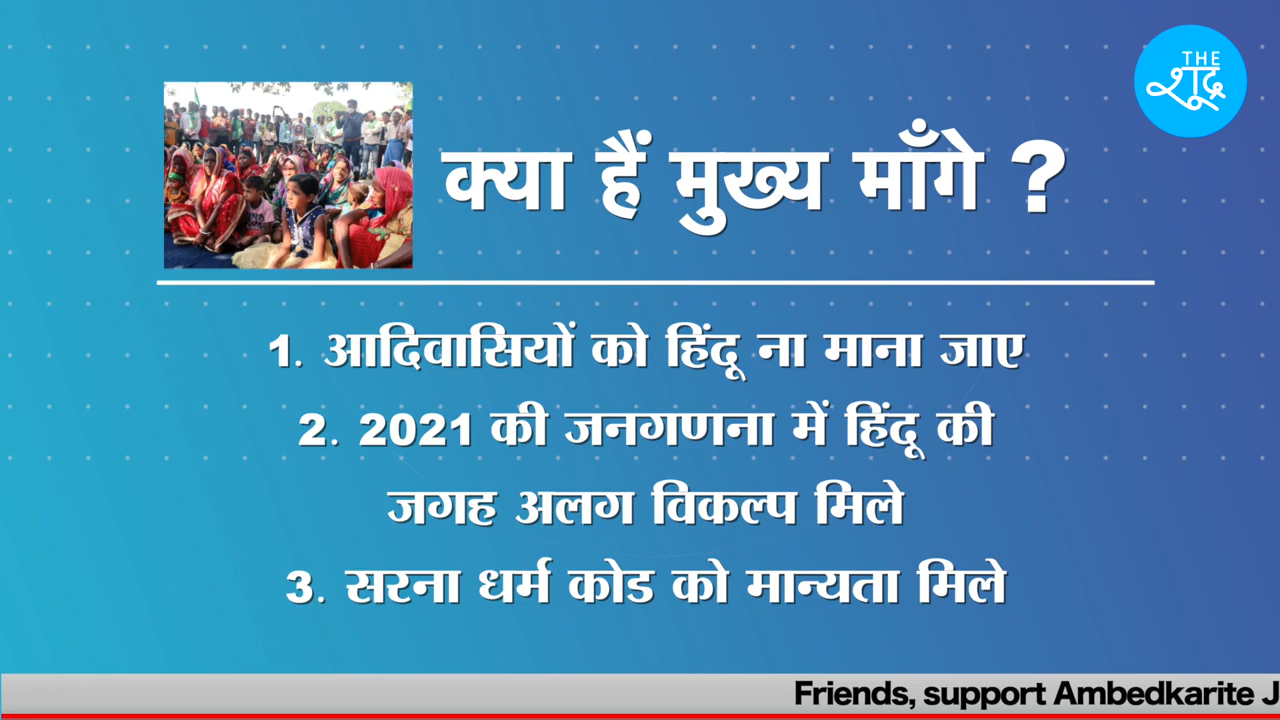 THE
शूद्र
क्या हैं मुख्य माँगे ?
1. आदिवासियों को हिंदू ना माना जाए
2. 2021 की जनगणना में हिंदू की
जगह अलग विकल्प मिले
3. सरना धर्म कोड को मान्यता मिले
Friends, support Ambedkarite J